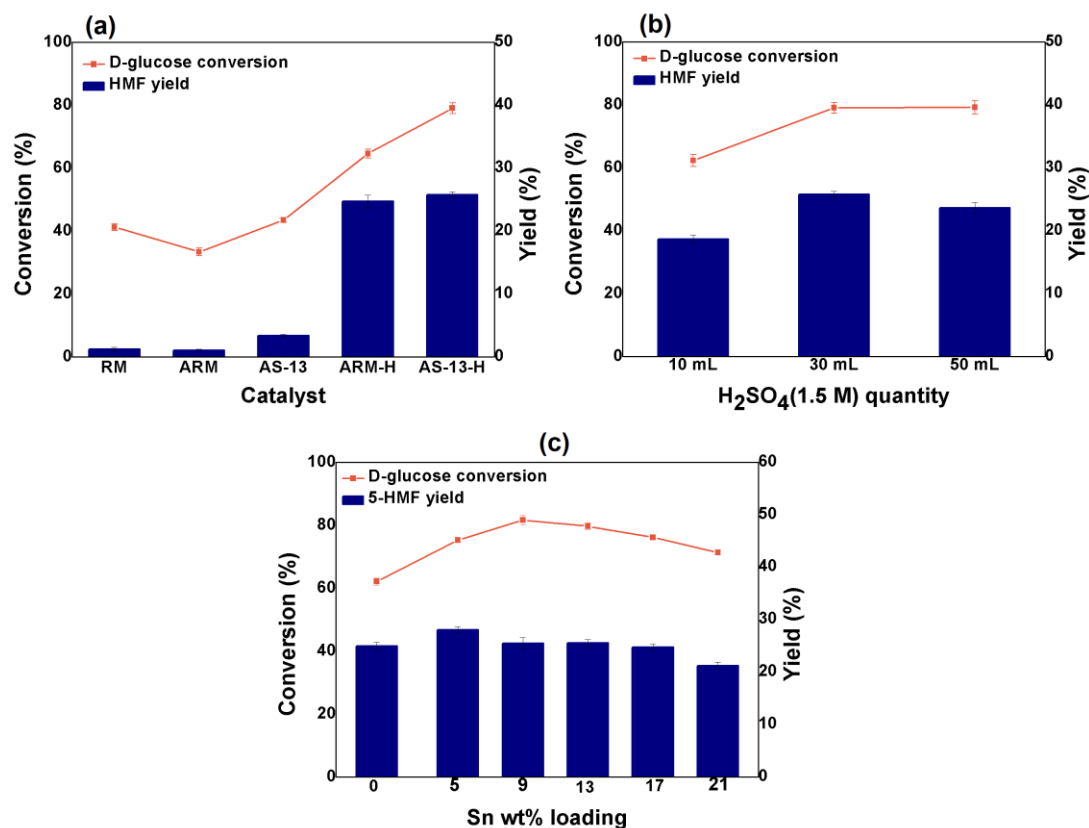 (a)
D-glucose conversion
HMF yield
Conversion (%)
100
80
60
40
20
0
Yield (%)
50
40
30
20
10
0
RM ARM AS-13 ARM-H AS-13-H
Catalyst
(b)
D-glucose conversion
HMF yield
Conversion (%)
100
80
60
40
20
0
Yield (%)
50
40
30
20
10
0
10 mL 30 mL 50 mL
H₂SO₄(1.5 M) quantity
(c)
D-glucose conversion
5-HMF yield
Conversion (%)
100
80
60
40
20
0
Yield (%)
60
50
40
30
20
10
0
0 5 9 13 17 21
Sn wt% loading